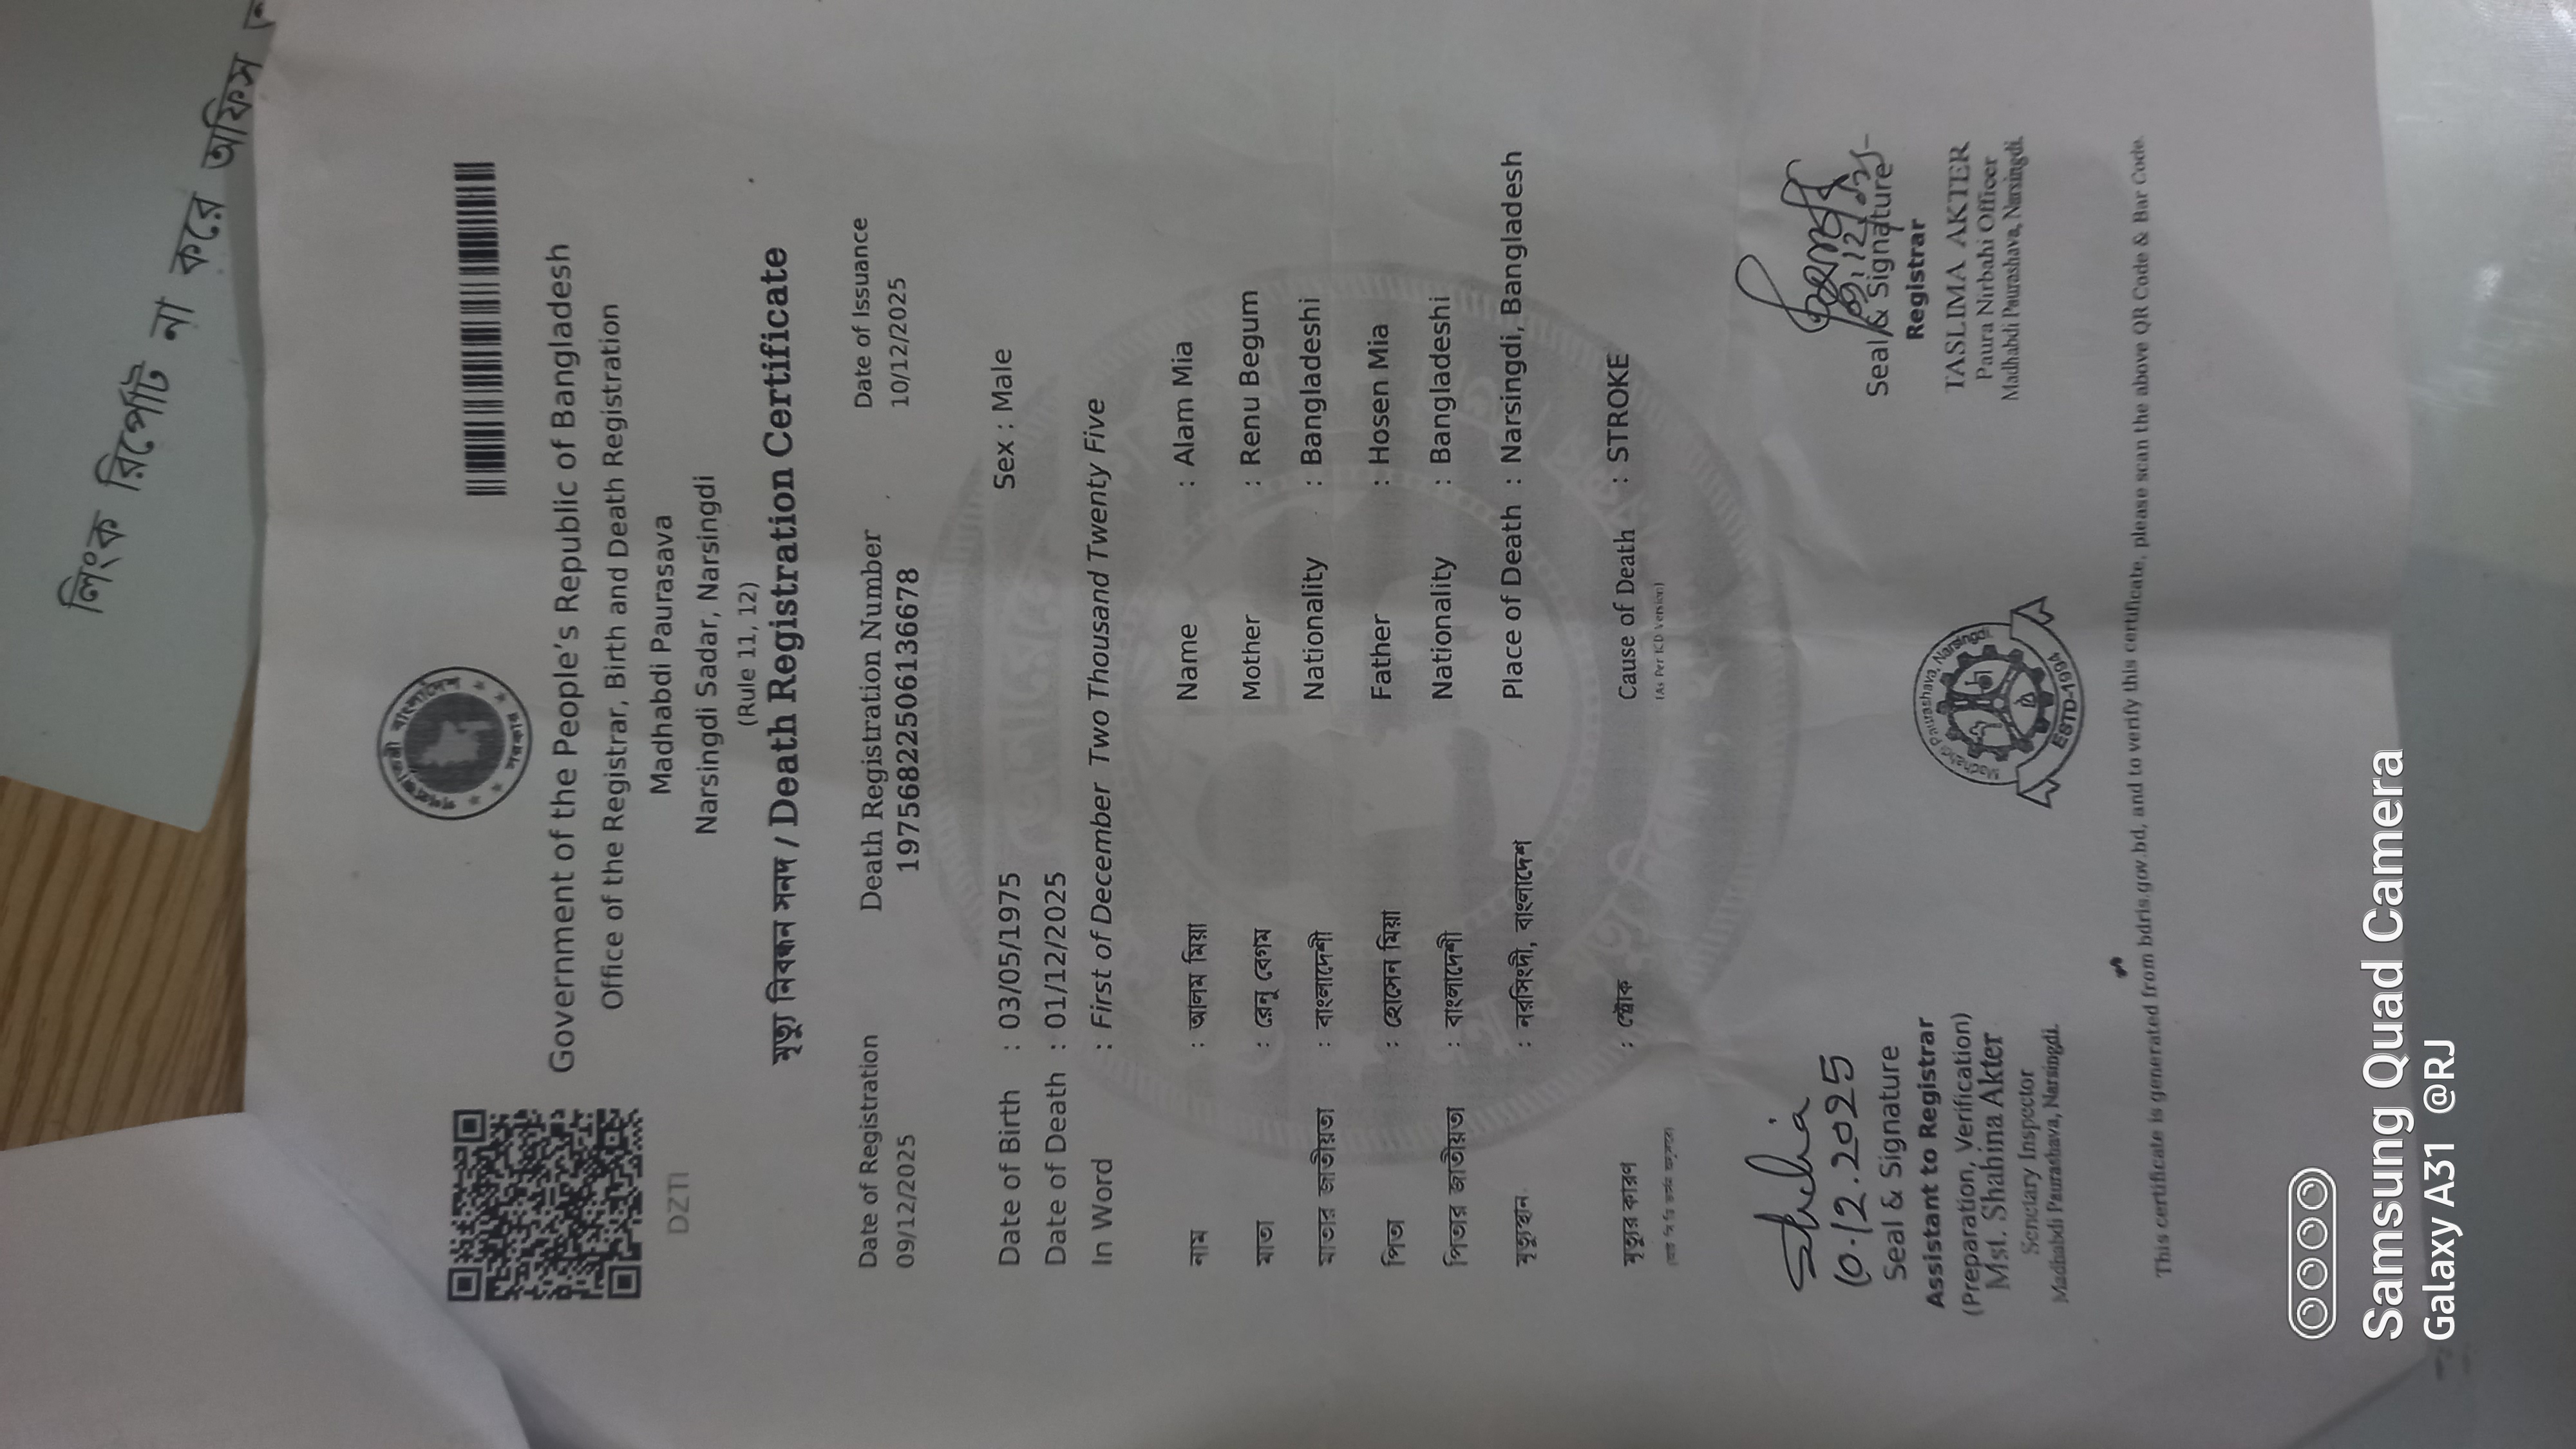 লিংক রিপোর্ট না করে অফিস
গণপ্রজাতন্ত্রী বাংলাদেশ
সরকার
DZTI
Government of the People's Republic of Bangladesh
Office of the Registrar, Birth and Death Registration
Madhabdi Paurasava
Narsingdi Sadar, Narsingdi
(Rule 11, 12)
মৃত্যু নিবন্ধন সনদ / Death Registration Certificate
Date of Registration Death Registration Number Date of Issuance
09/12/2025 19756822506136678 10/12/2025
Date of Birth : 03/05/1975 Sex : Male
Date of Death : 01/12/2025
In Word : First of December Two Thousand Twenty Five
নাম : আলম মিয়া Name : Alam Mia
মাতা : রেনু বেগম Mother : Renu Begum
মাতার জাতীয়তা : বাংলাদেশী Nationality : Bangladeshi
পিতা : হোসেন মিয়া Father : Hosen Mia
পিতার জাতীয়তা : বাংলাদেশী Nationality : Bangladeshi
মৃত্যুস্থান : নরসিংদী, বাংলাদেশ Place of Death : Narsingdi, Bangladesh
মৃত্যুর কারণ : স্ট্রোক Cause of Death : STROKE
(As Per ICD Version)
10.12.2025
Seal & Signature Seal & Signature
Assistant to Registrar Registrar
(Preparation, Verification)
Mst. Shahina Akter TASLIMA AKTER
Senetary Inspector Paura Nirbahi Officer
Madhabdi Paurashava, Narsingdi. Madhabdi Paurashava, Narsingdi.
Madhabdi Paurashava, Narsingdi
ESTD-1994
This certificate is generated from bdris.gov.bd, and to verify this certificate, please scan the above QR Code & Bar Code.
Samsung Quad Camera
Galaxy A31 @RJ